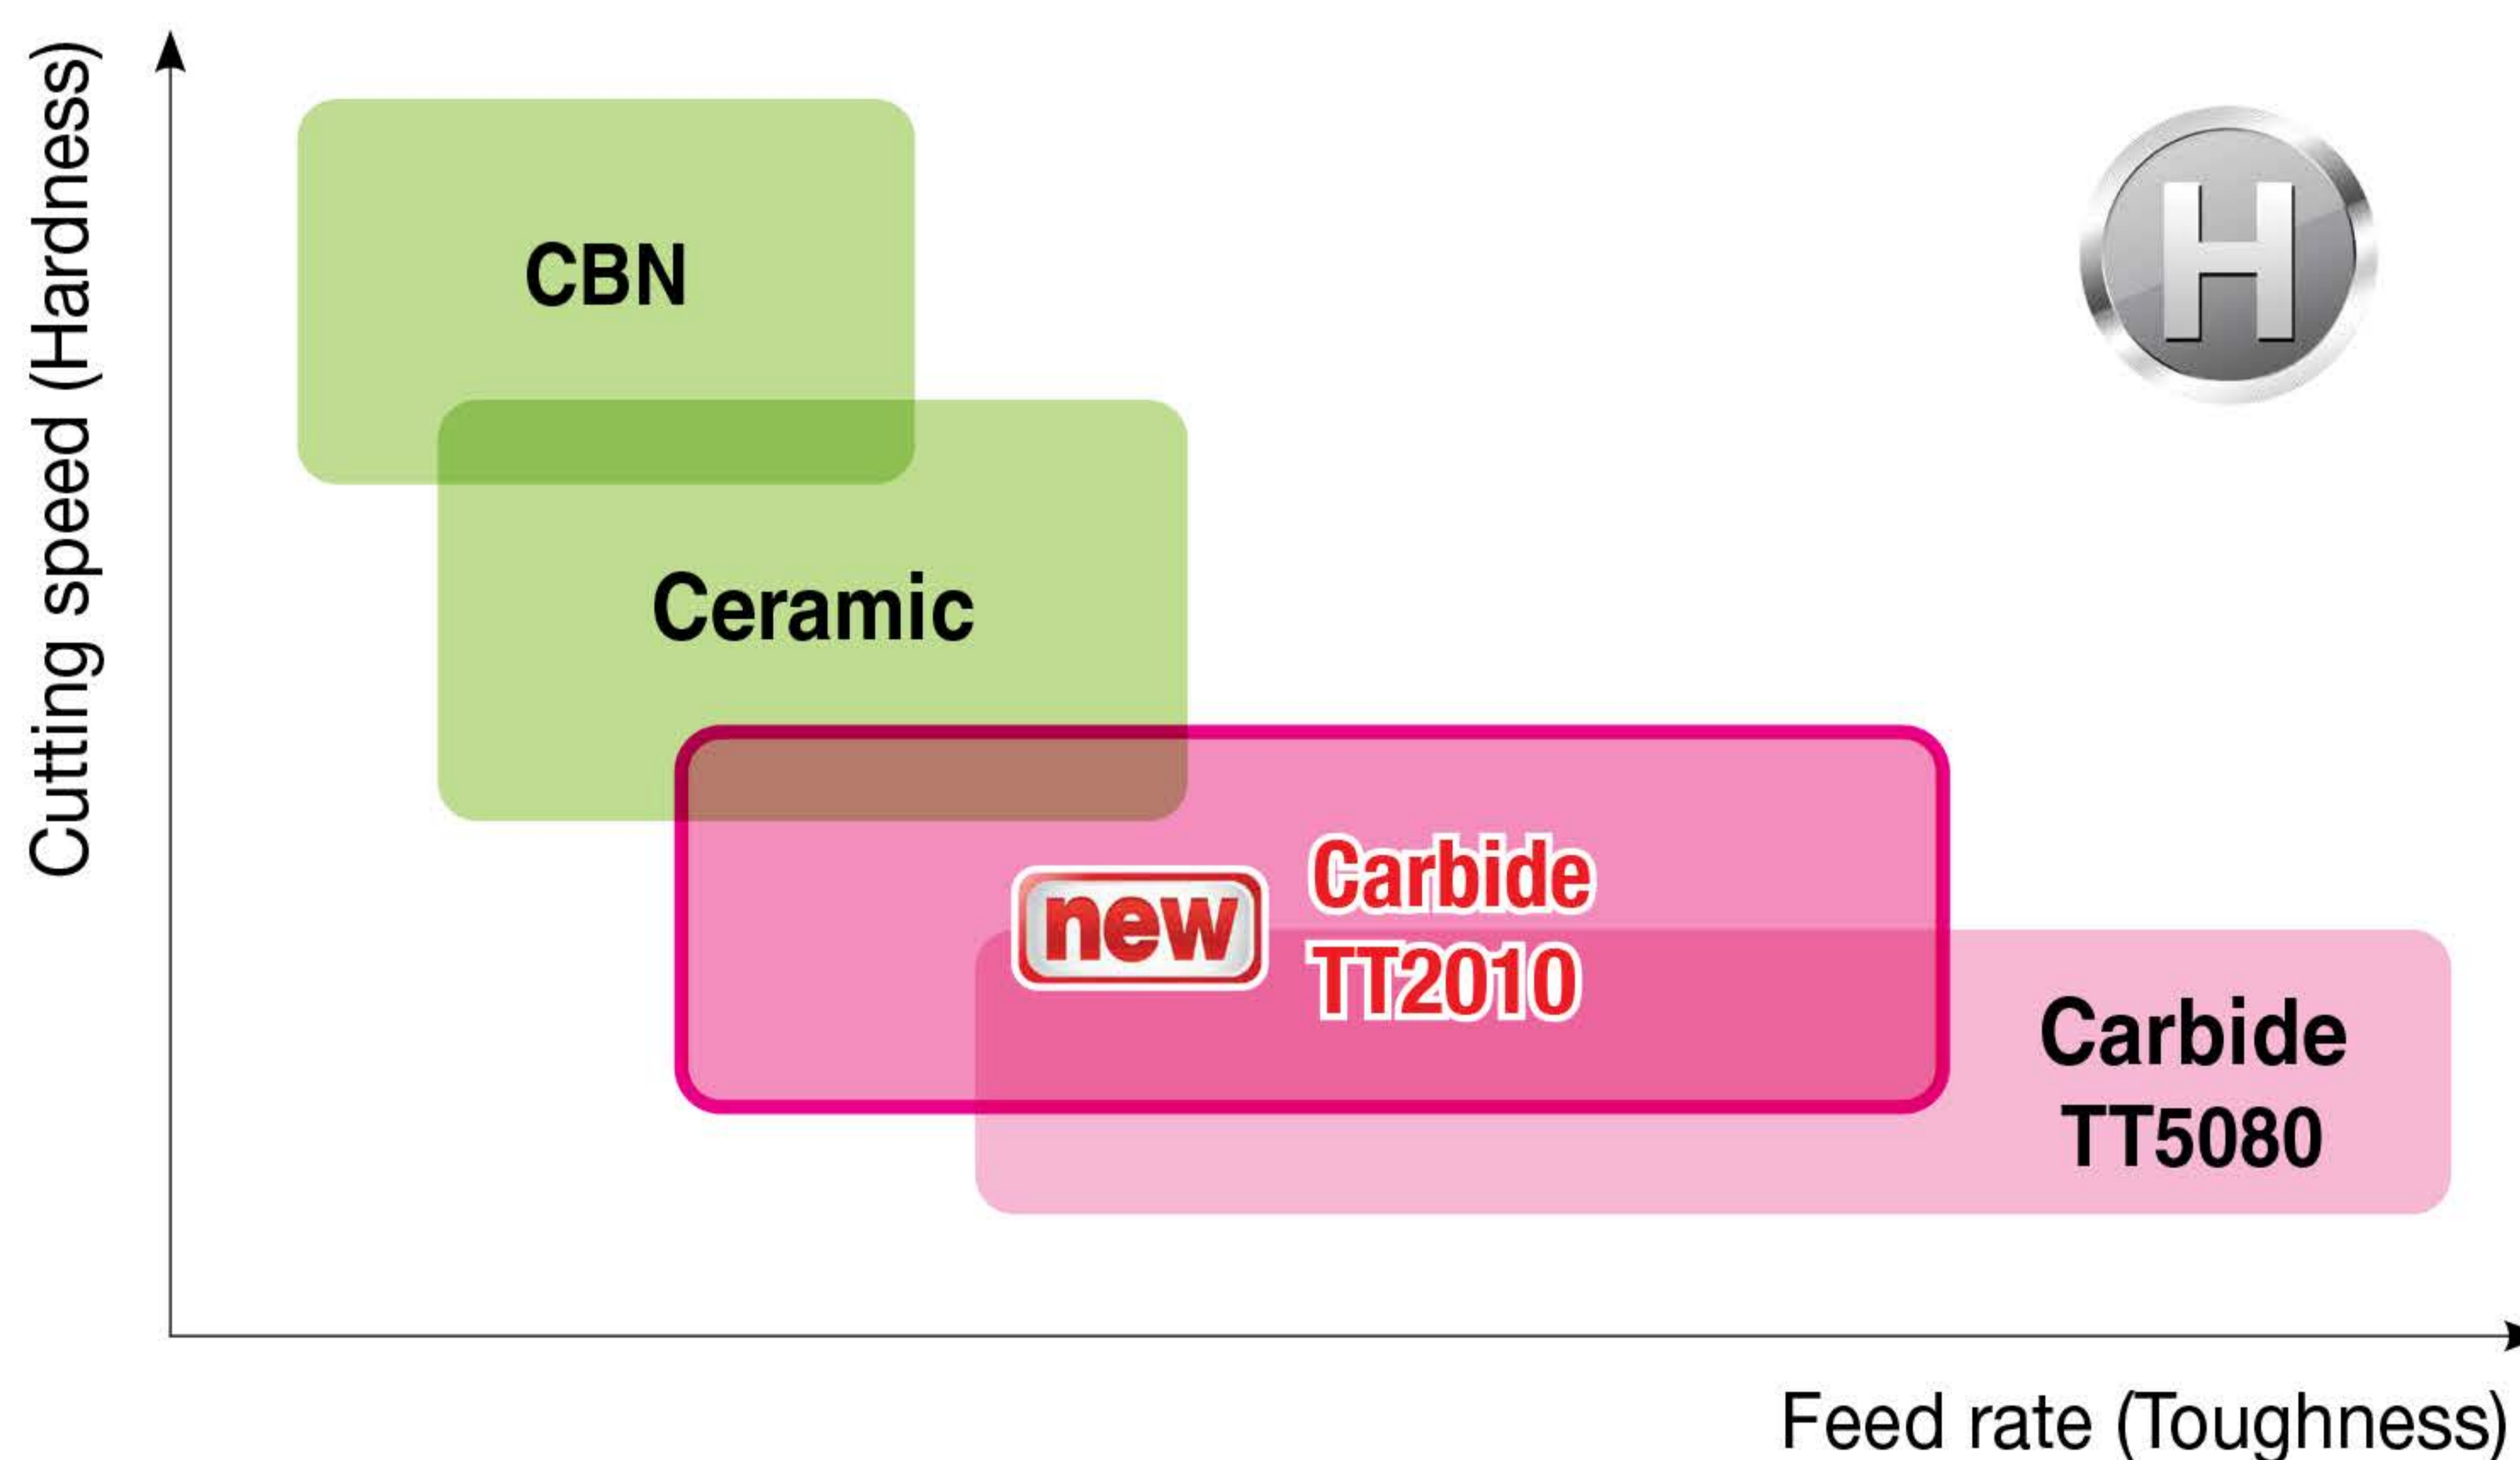 Cutting speed (Hardness)
CBN
H
Ceramic
new
Carbide
TT2010
Carbide
TT5080
Feed rate (Toughness)